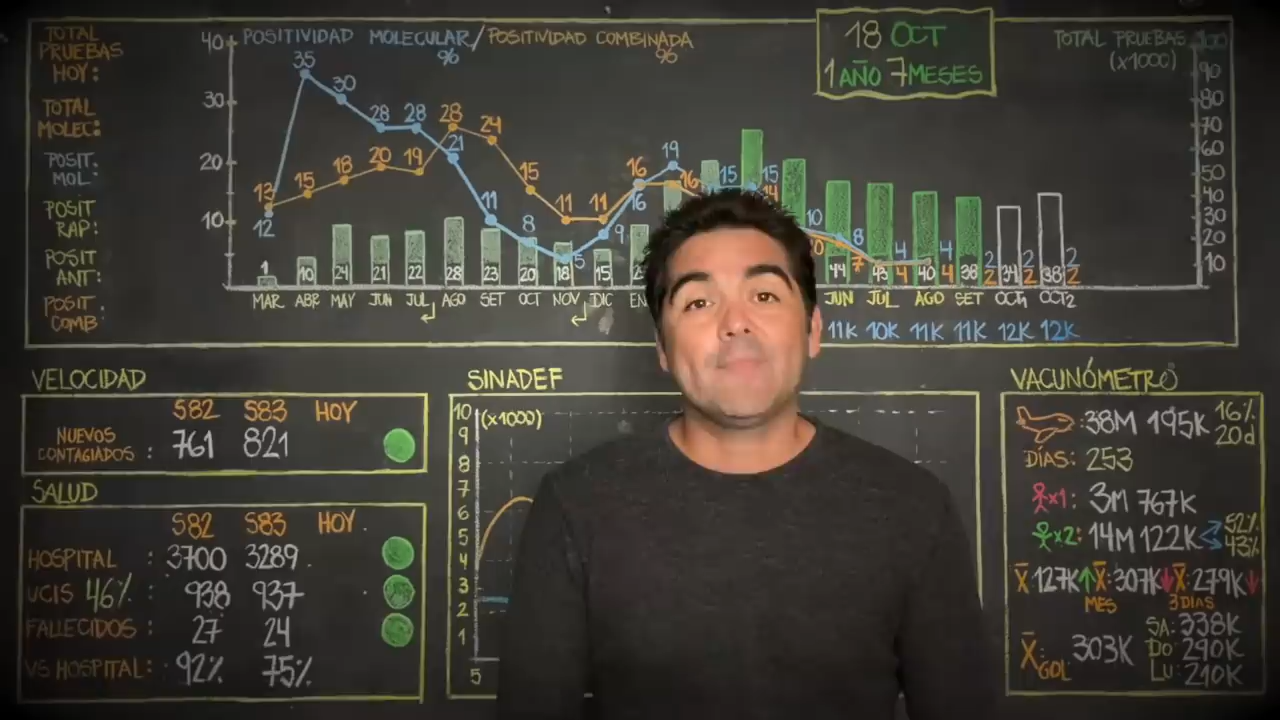 TOTAL
PRUEBAS
HOY:
TOTAL
MOLEC:
POSIT.
MOL:
POSIT
RAP:
POSIT
ANT:
POSIT
COMB:
POSITIVIDAD MOLECULAR/POSITIVIDAD COMBINADA
% %
18 OCT
1 AÑO 7 MESES
TOTAL PRUEBAS
(x1000)
40
30
20
10
100
90
80
70
60
50
40
30
20
10
35 30 28 28 21 11 8 5 9 16 19 15 15 10 8 4 4 2 2
12
13 15 18 20 19 28 24 15 11 11 16 16 14 7 4 4 2 2
1 10 24 21 22 28 23 20 18 15 44 43 40 38 34 38
MAR ABR MAY JUN JUL AGO SET OCT NOV DIC EN JUN JUL AGO SET OCT1 OCT2
11K 10K 11K 11K 12K 12K
VELOCIDAD
582 583 HOY
NUEVOS
CONTAGIADOS : 761 821
SALUD
582 583 HOY.
HOSPITAL : 3700 3289.
UCIS 46% : 938 937
FALLECIDOS : 27 24
VS HOSPITAL: 92% 75%
SINADEF
(x1000)
10
9
8
7
6
5
4
3
2
1
5
VACUNÓMETRO
:38M 195K 16%
20d
DÍAS: 253
x1: 3M 767K
x2: 14M 122K 52%
43%
X̄:127K X̄:307K X̄:279K
MES 3 DIAS
X̄GOL: 303K
SA: 338K
DO: 290K
LU: 210K